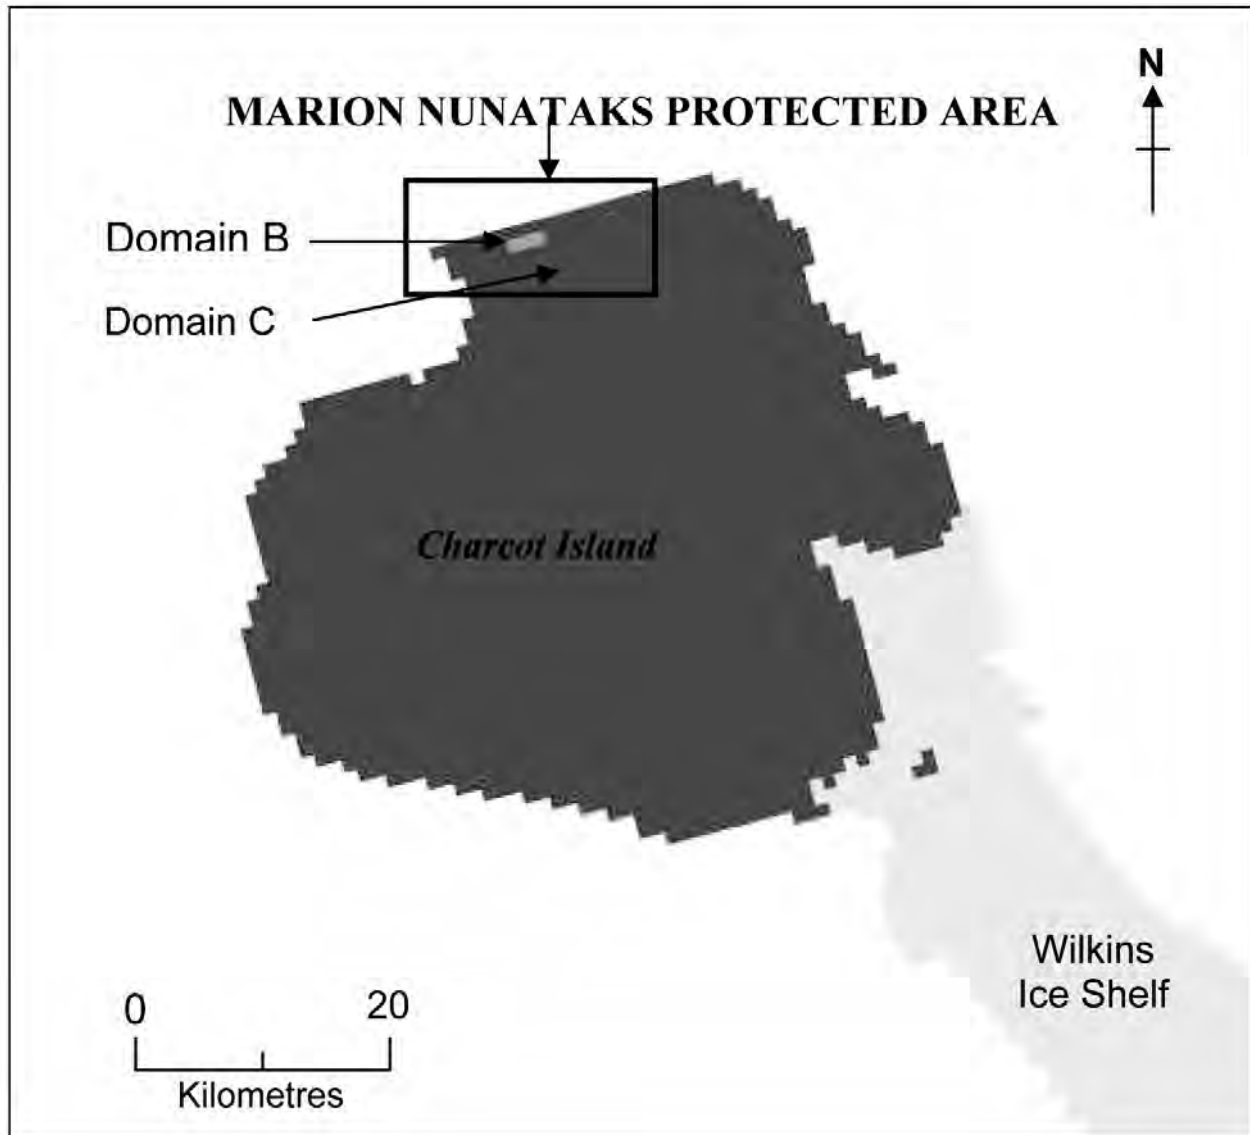 N
MARION NUNATAKS PROTECTED AREA
Domain B
Domain C
Charcot Island
Wilkins
Ice Shelf
0 20
Kilometres